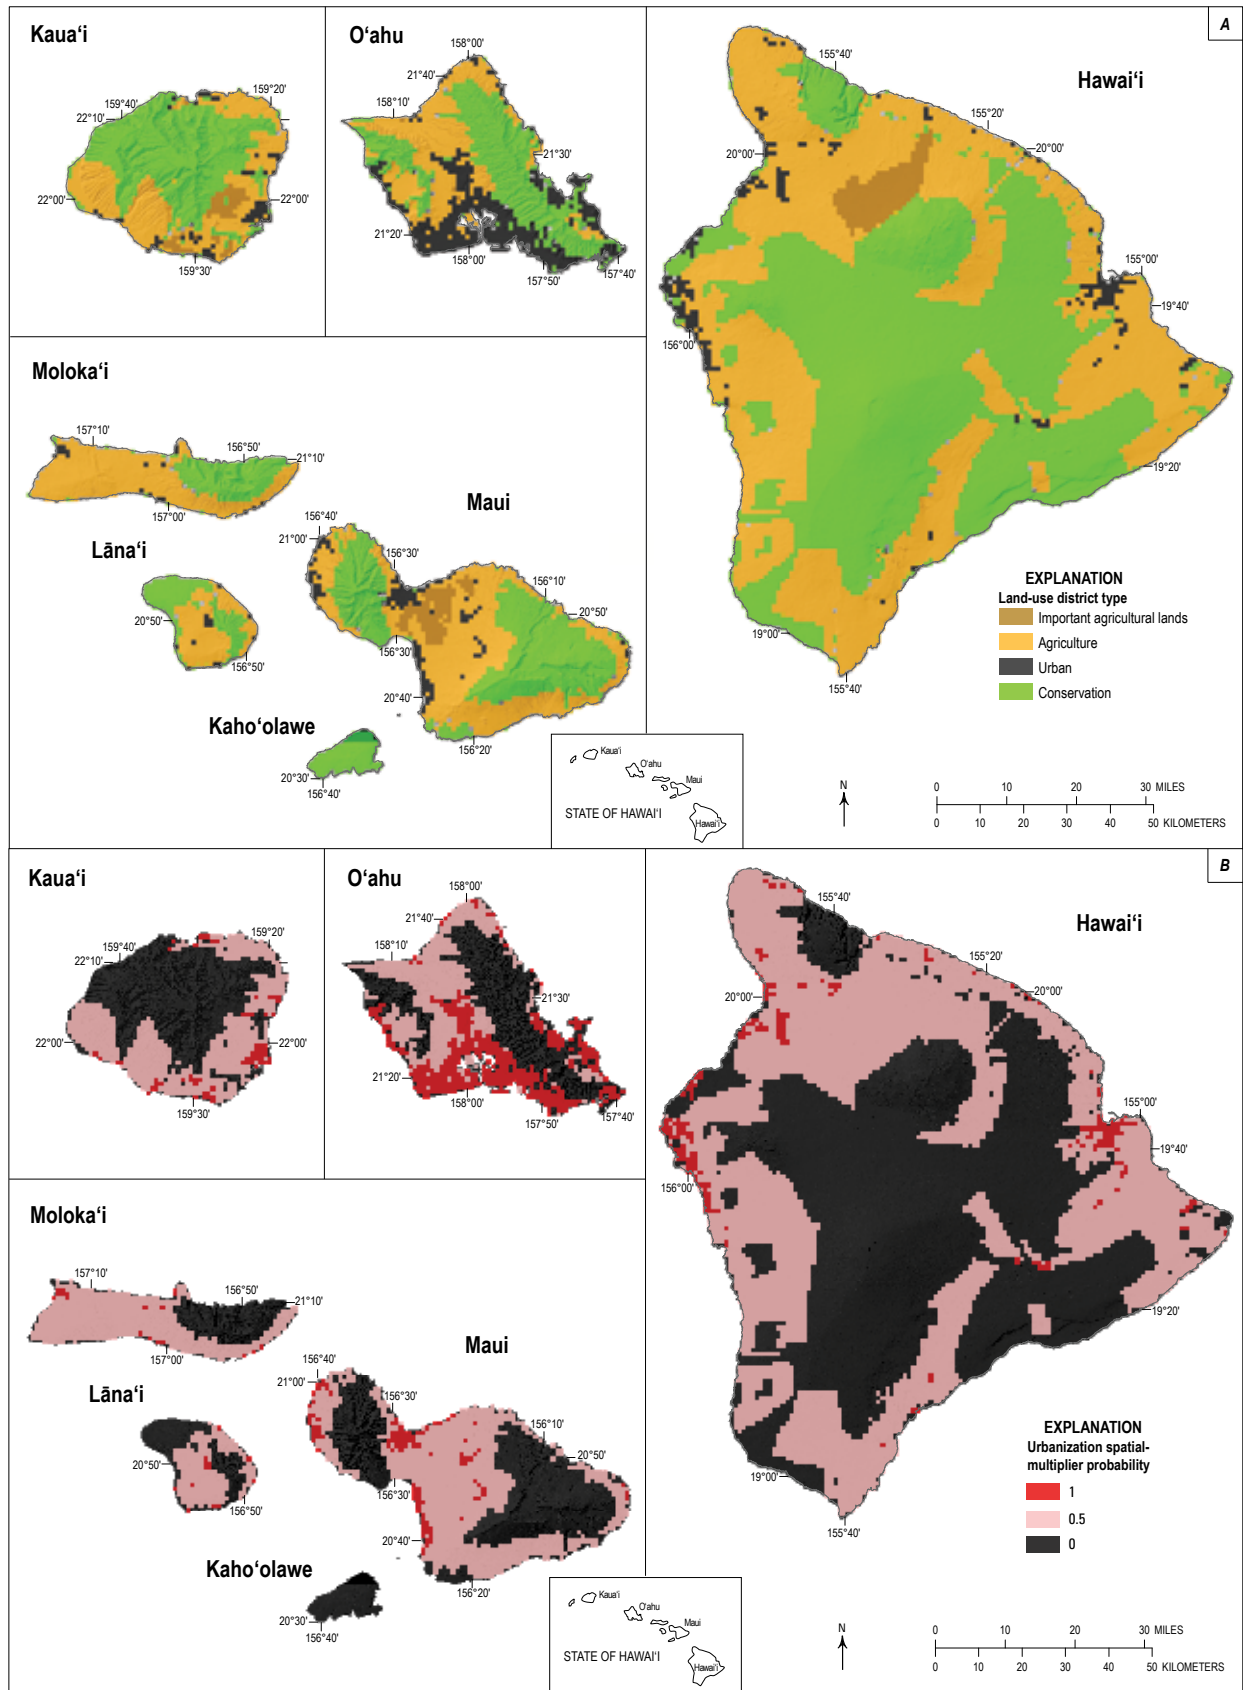 A
Kaua‘i
159°20'
159°40'
22°10'
22°00'
22°00'
159°30'
O‘ahu
158°00'
21°40'
158°10'
21°30'
21°20'
158°00'
157°50'
157°40'
Hawai‘i
155°40'
155°20'
20°00'
20°00'
155°00'
19°40'
156°00'
19°20'
19°00'
155°40'
Moloka‘i
157°10'
156°50'
21°10'
157°00'
Maui
156°40'
21°00'
156°30'
156°10'
20°50'
156°30'
20°40'
156°20'
Lāna‘i
20°50'
156°50'
Kaho‘olawe
20°30'
156°40'
EXPLANATION
Land-use district type
Important agricultural lands
Agriculture
Urban
Conservation
Kaua‘i
O‘ahu
Maui
STATE OF HAWAI‘I
Hawai‘i
N
0 10 20 30 MILES
0 10 20 30 40 50 KILOMETERS
B
Kaua‘i
159°20'
159°40'
22°10'
22°00'
22°00'
159°30'
O‘ahu
158°00'
21°40'
158°10'
21°30'
21°20'
158°00'
157°50'
157°40'
Hawai‘i
155°40'
155°20'
20°00'
20°00'
155°00'
19°40'
156°00'
19°20'
19°00'
155°40'
Moloka‘i
157°10'
156°50'
21°10'
157°00'
Maui
156°40'
21°00'
156°30'
156°10'
20°50'
156°30'
20°40'
156°20'
Lāna‘i
20°50'
156°50'
Kaho‘olawe
20°30'
156°40'
EXPLANATION
Urbanization spatial-
multiplier probability
1
0.5
0
Kaua‘i
O‘ahu
Maui
STATE OF HAWAI‘I
Hawai‘i
N
0 10 20 30 MILES
0 10 20 30 40 50 KILOMETERS